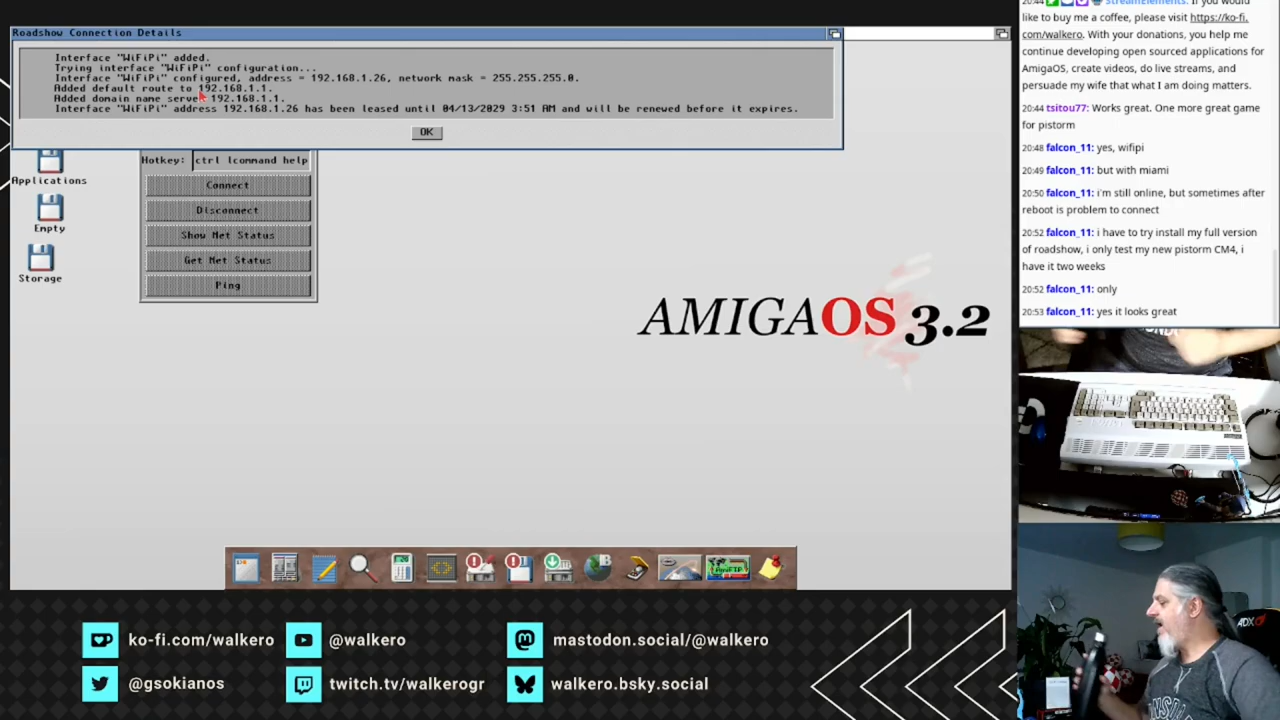 Roadshow Connection Details
Interface "WiFiPi" added.
Trying interface "WiFiPi" configuration...
Interface "WiFiPi" configured, address = 192.168.1.26, network mask = 255.255.255.0.
Added default route to 192.168.1.1.
Added domain name server 192.168.1.1.
Interface "WiFiPi" address 192.168.1.26 has been leased until 04/13/2029 3:51 AM and will be renewed before it expires.
OK
Applications
Empty
Storage
Hotkey: ctrl lcommand help
Connect
Disconnect
Show Net Status
Get Net Status
Ping
AMIGAOS 3.2
AmiFTP
20:44 StreamElements: If you would
like to buy me a coffee, please visit https://ko-fi.
com/walkero. With your donations, you help me
continue developing open sourced applications for
AmigaOS, create videos, do live streams, and
persuade my wife that what I am doing matters.
20:44 tsitou77: Works great. One more great game
for pistorm
20:48 falcon_11: yes, wifipi
20:49 falcon_11: but with miami
20:50 falcon_11: i'm still online, but sometimes after
reboot is problem to connect
20:52 falcon_11: i have to try install my full version
of roadshow, i only test my new pistorm CM4, i
have it two weeks
20:52 falcon_11: only
20:53 falcon_11: yes it looks great
ADX
ko-fi.com/walkero
@walkero
mastodon.social/@walkero
@gsokianos
twitch.tv/walkerogr
walkero.bsky.social